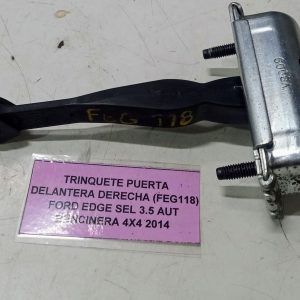 FEG 118
TRINQUETE PUERTA
DELANTERA DERECHA (FEG118)
FORD EDGE SEL 3.5 AUT
BENCINERA 4X4 2014